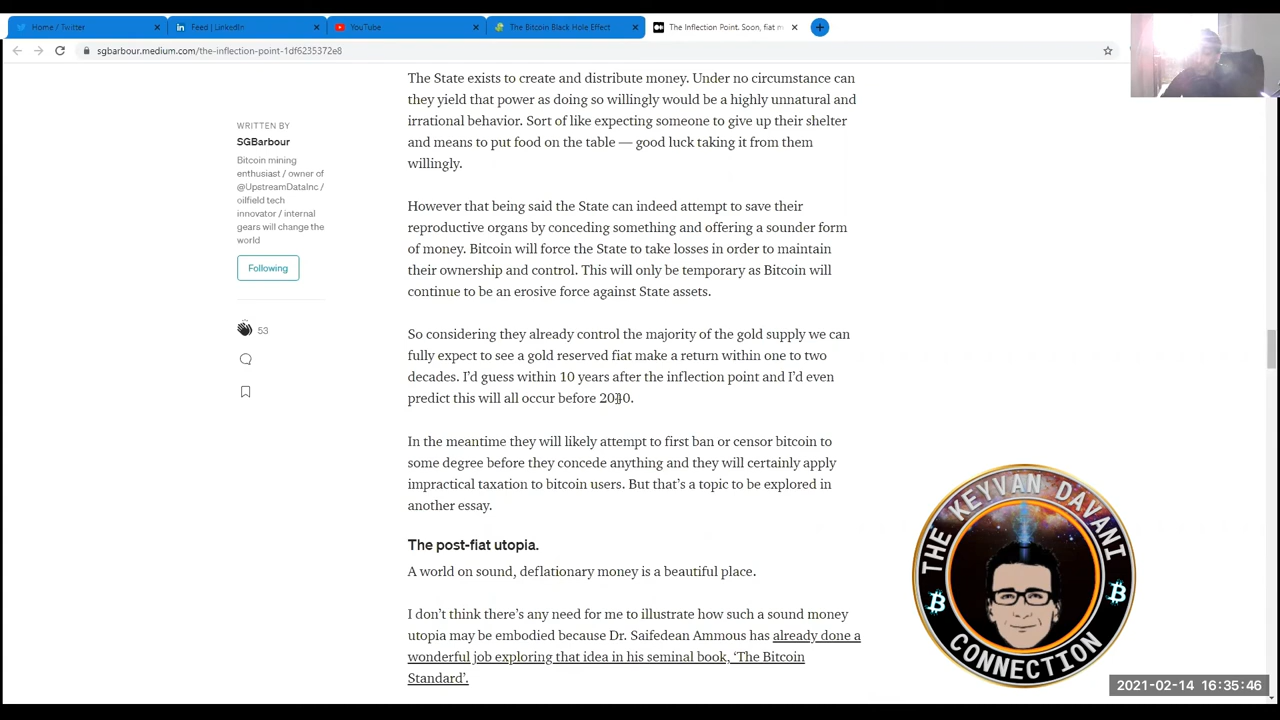 Home / Twitter
Feed | LinkedIn
YouTube
The Bitcoin Black Hole Effect
The Inflection Point. Soon, fiat m
sgbarbour.medium.com/the-inflection-point-1df6235372e8
The State exists to create and distribute money. Under no circumstance can
they yield that power as doing so willingly would be a highly unnatural and
irrational behavior. Sort of like expecting someone to give up their shelter
and means to put food on the table — good luck taking it from them
willingly.
WRITTEN BY
SGBarbour
Bitcoin mining
enthusiast / owner of
@UpstreamDataInc /
oilfield tech
innovator / internal
gears will change the
world
Following
53
However that being said the State can indeed attempt to save their
reproductive organs by conceding something and offering a sounder form
of money. Bitcoin will force the State to take losses in order to maintain
their ownership and control. This will only be temporary as Bitcoin will
continue to be an erosive force against State assets.
So considering they already control the majority of the gold supply we can
fully expect to see a gold reserved fiat make a return within one to two
decades. I'd guess within 10 years after the inflection point and I'd even
predict this will all occur before 2040.
In the meantime they will likely attempt to first ban or censor bitcoin to
some degree before they concede anything and they will certainly apply
impractical taxation to bitcoin users. But that's a topic to be explored in
another essay.
The post-fiat utopia.
A world on sound, deflationary money is a beautiful place.
I don't think there's any need for me to illustrate how such a sound money
utopia may be embodied because Dr. Saifedean Ammous has already done a
wonderful job exploring that idea in his seminal book, 'The Bitcoin
Standard'.
THE KEYVAN DAVANI
CONNECTION
2021-02-14 16:35:46